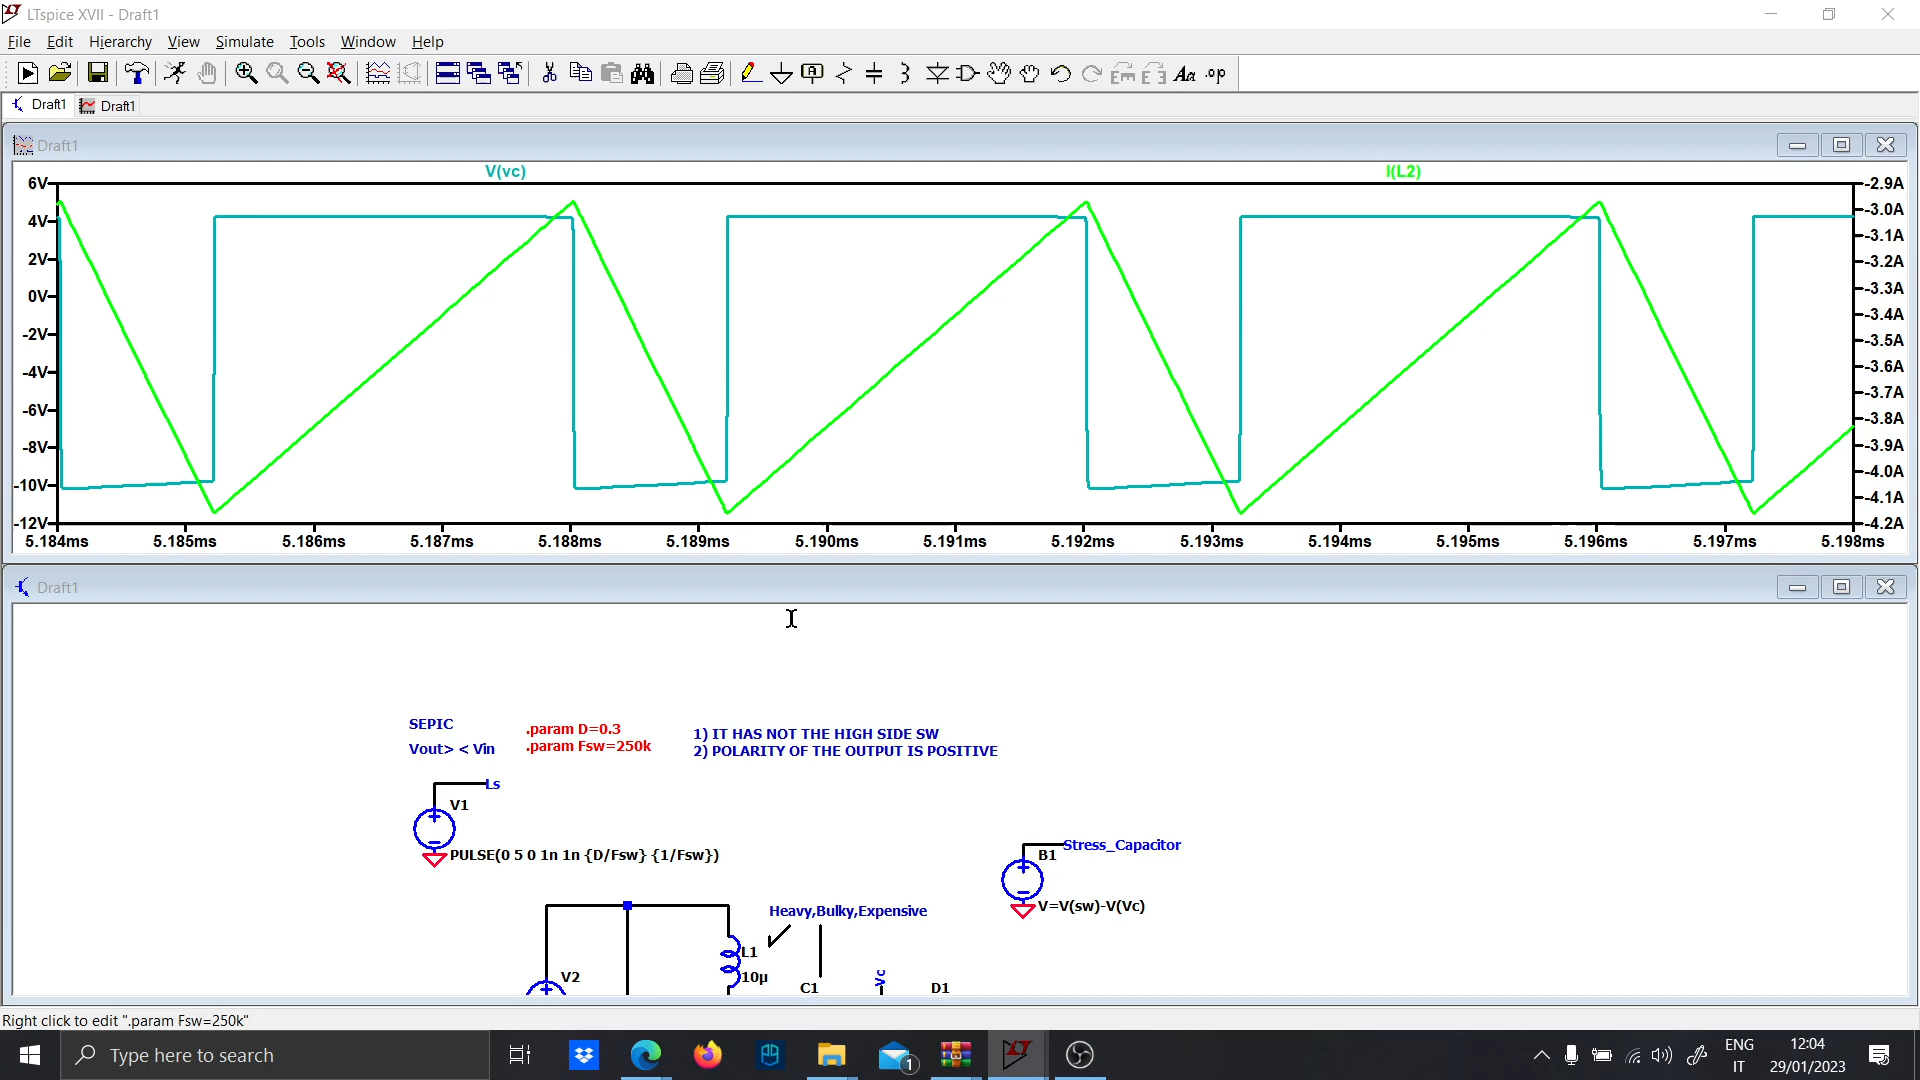 LTspice XVII - Draft1
File Edit Hierarchy View Simulate Tools Window Help
Draft1 Draft1
Draft1
V(vc) I(L2)
6V -2.9A
4V -3.0A
-3.1A
2V -3.2A
0V -3.3A
-2V -3.4A
-3.5A
-4V -3.6A
-3.7A
-6V -3.8A
-8V -3.9A
-10V -4.0A
-4.1A
-12V -4.2A
5.184ms 5.185ms 5.186ms 5.187ms 5.188ms 5.189ms 5.190ms 5.191ms 5.192ms 5.193ms 5.194ms 5.195ms 5.196ms 5.197ms 5.198ms
Draft1
SEPIC
Vout> < Vin
.param D=0.3
.param Fsw=250k
1) IT HAS NOT THE HIGH SIDE SW
2) POLARITY OF THE OUTPUT IS POSITIVE
Ls
V1
PULSE(0 5 0 1n 1n {D/Fsw} {1/Fsw})
Stress_Capacitor
B1
V=V(sw)-V(Vc)
Heavy,Bulky,Expensive
L1
10µ
V2
C1
Vc
D1
Right click to edit ".param Fsw=250k"
Type here to search
1
ENG
IT
12:04
29/01/2023